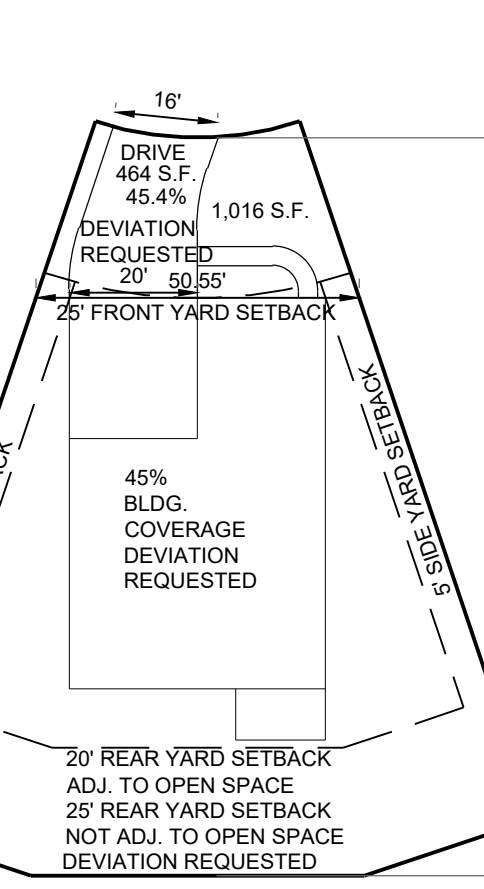 16'
DRIVE
464 S.F.
45.4%
1,016 S.F.
DEVIATION
REQUESTED
20'
50.55'
25' FRONT YARD SETBACK
5' SIDE YARD SETBACK
45%
BLDG.
COVERAGE
DEVIATION
REQUESTED
20' REAR YARD SETBACK
ADJ. TO OPEN SPACE
25' REAR YARD SETBACK
NOT ADJ. TO OPEN SPACE
DEVIATION REQUESTED